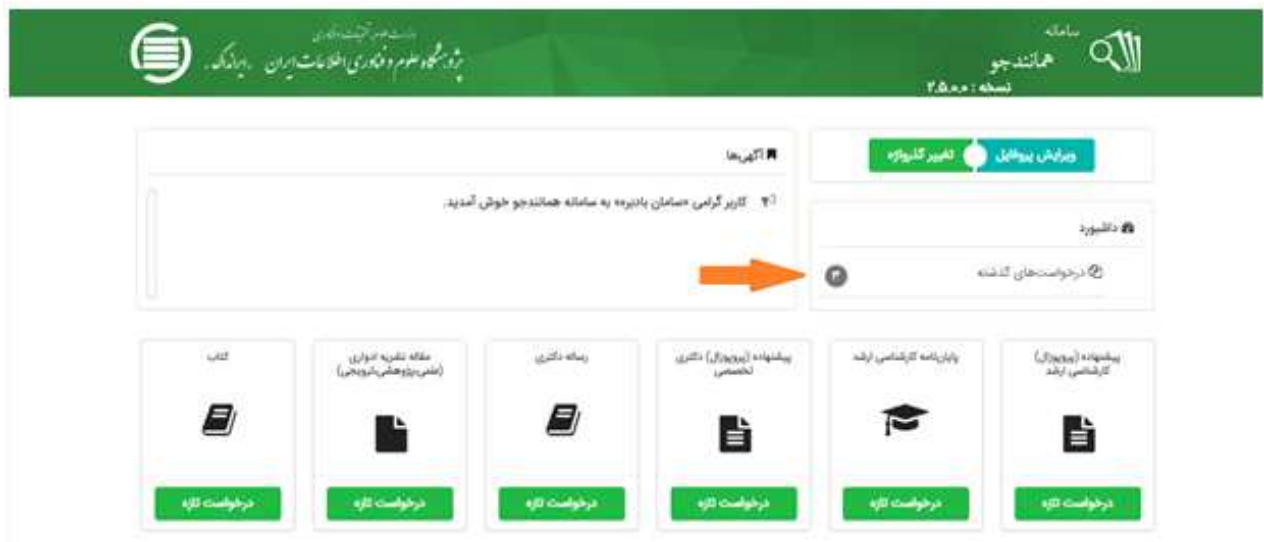 سامانه
همانندجو
نسخه : ۲.۵.۰.۰
وزارت علوم، تحقیقات و فناوری
پژوهشگاه علوم و فناوری اطلاعات ایران . ایرانداک .
ویرایش پروفایل
تغییر گذرواژه
آگهی‌ها
کاربر گرامی «سامان بادبره» به سامانه همانندجو خوش آمدید.
داشبورد
درخواست‌های گذشته
پیشنهاده (پروپوزال)
کارشناسی ارشد
درخواست تازه
پایان‌نامه کارشناسی ارشد
درخواست تازه
پیشنهاده (پروپوزال) دکتری
تخصصی
درخواست تازه
رساله دکتری
درخواست تازه
مقاله نشریه ادواری
(علمی‌پژوهشی،ترویجی)
درخواست تازه
کتاب
درخواست تازه